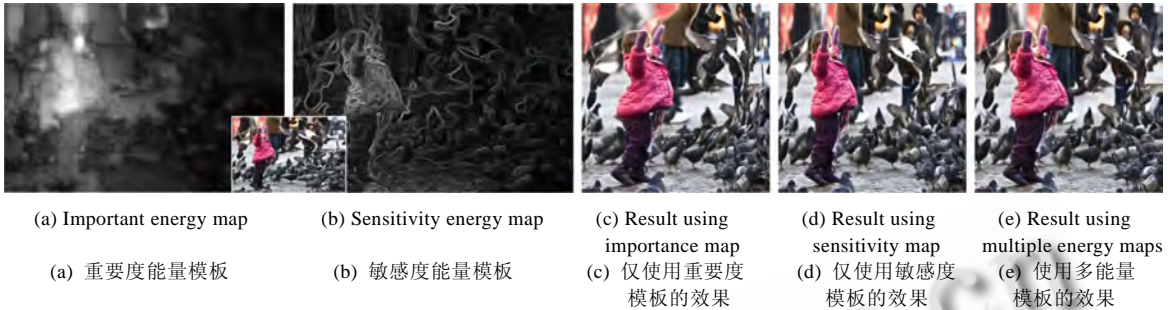 (a) Important energy map
(b) Sensitivity energy map
(c) Result using
importance map
(d) Result using
sensitivity map
(e) Result using
multiple energy maps
(a) 重要度能量模板
(b) 敏感度能量模板
(c) 仅使用重要度
模板的效果
(d) 仅使用敏感度
模板的效果
(e) 使用多能量
模板的效果